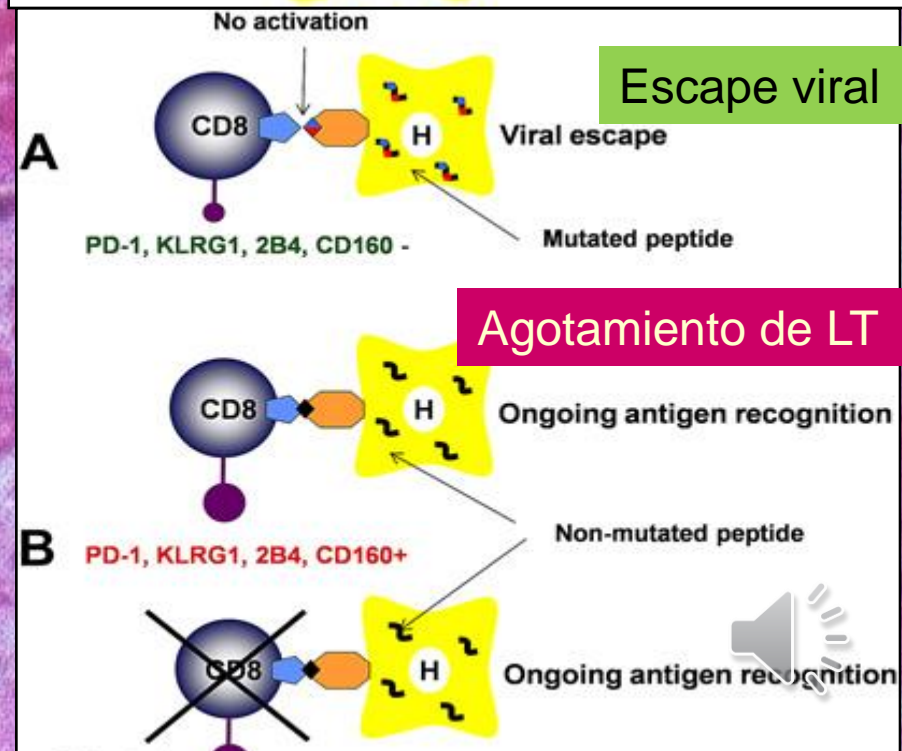 No activation
Escape viral
CD8
H
Viral escape
A
Mutated peptide
PD-1, KLRG1, 2B4, CD160 -
Agotamiento de LT
CD8
H
Ongoing antigen recognition
Non-mutated peptide
B
PD-1, KLRG1, 2B4, CD160+
CD8
H
Ongoing antigen recognition